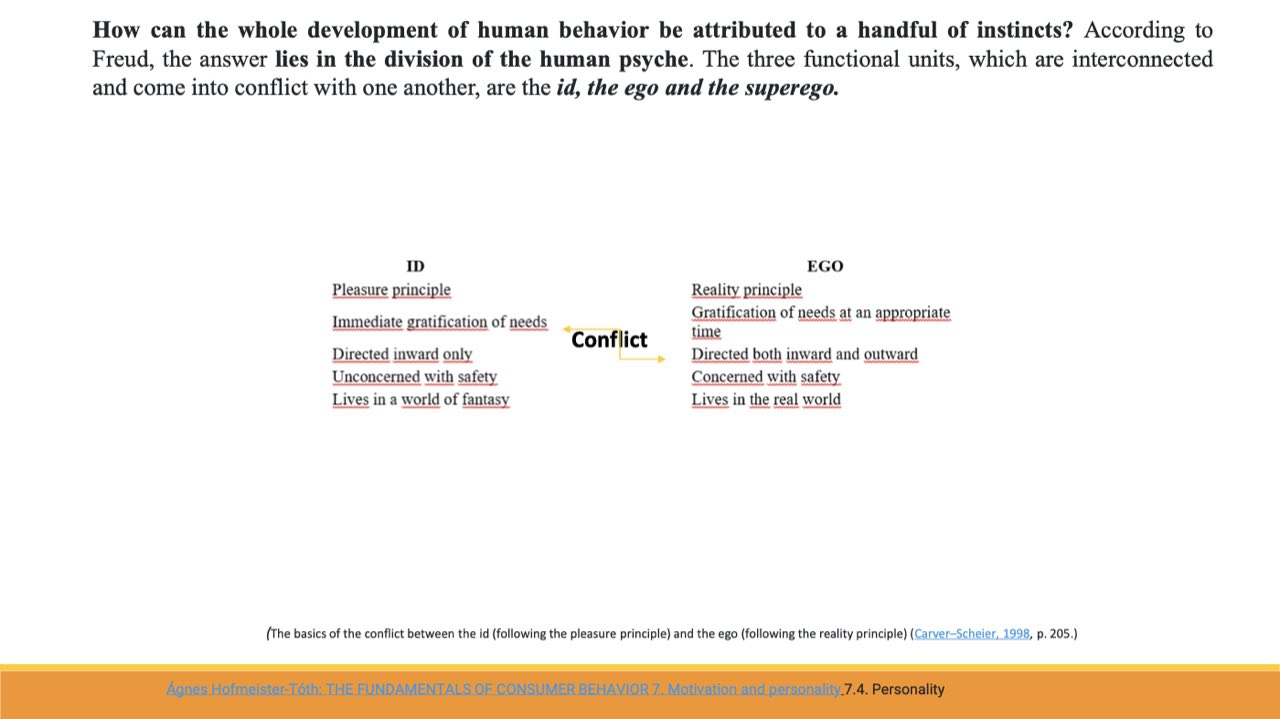 How can the whole development of human behavior be attributed to a handful of instincts? According to
Freud, the answer lies in the division of the human psyche. The three functional units, which are interconnected
and come into conflict with one another, are the id, the ego and the superego.
ID
Pleasure principle
Immediate gratification of needs
Directed inward only
Unconcerned with safety
Lives in a world of fantasy
Conflict
EGO
Reality principle
Gratification of needs at an appropriate
time
Directed both inward and outward
Concerned with safety
Lives in the real world
(The basics of the conflict between the id (following the pleasure principle) and the ego (following the reality principle) (Carver–Scheier, 1998, p. 205.)
Ágnes Hofmeister-Tóth: THE FUNDAMENTALS OF CONSUMER BEHAVIOR 7. Motivation and personality 7.4. Personality